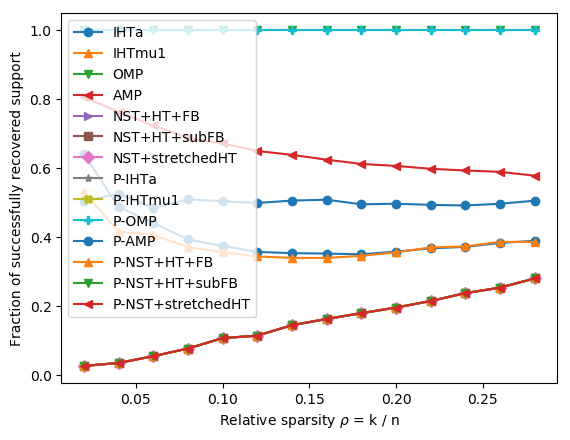 1.0
0.8
0.6
0.4
0.2
0.0
Fraction of successfully recovered support
IHTa
IHTmu1
OMP
AMP
NST+HT+FB
NST+HT+subFB
NST+stretchedHT
P-IHTa
P-IHTmu1
P-OMP
P-AMP
P-NST+HT+FB
P-NST+HT+subFB
P-NST+stretchedHT
0.05 0.10 0.15 0.20 0.25
Relative sparsity ρ = k / n